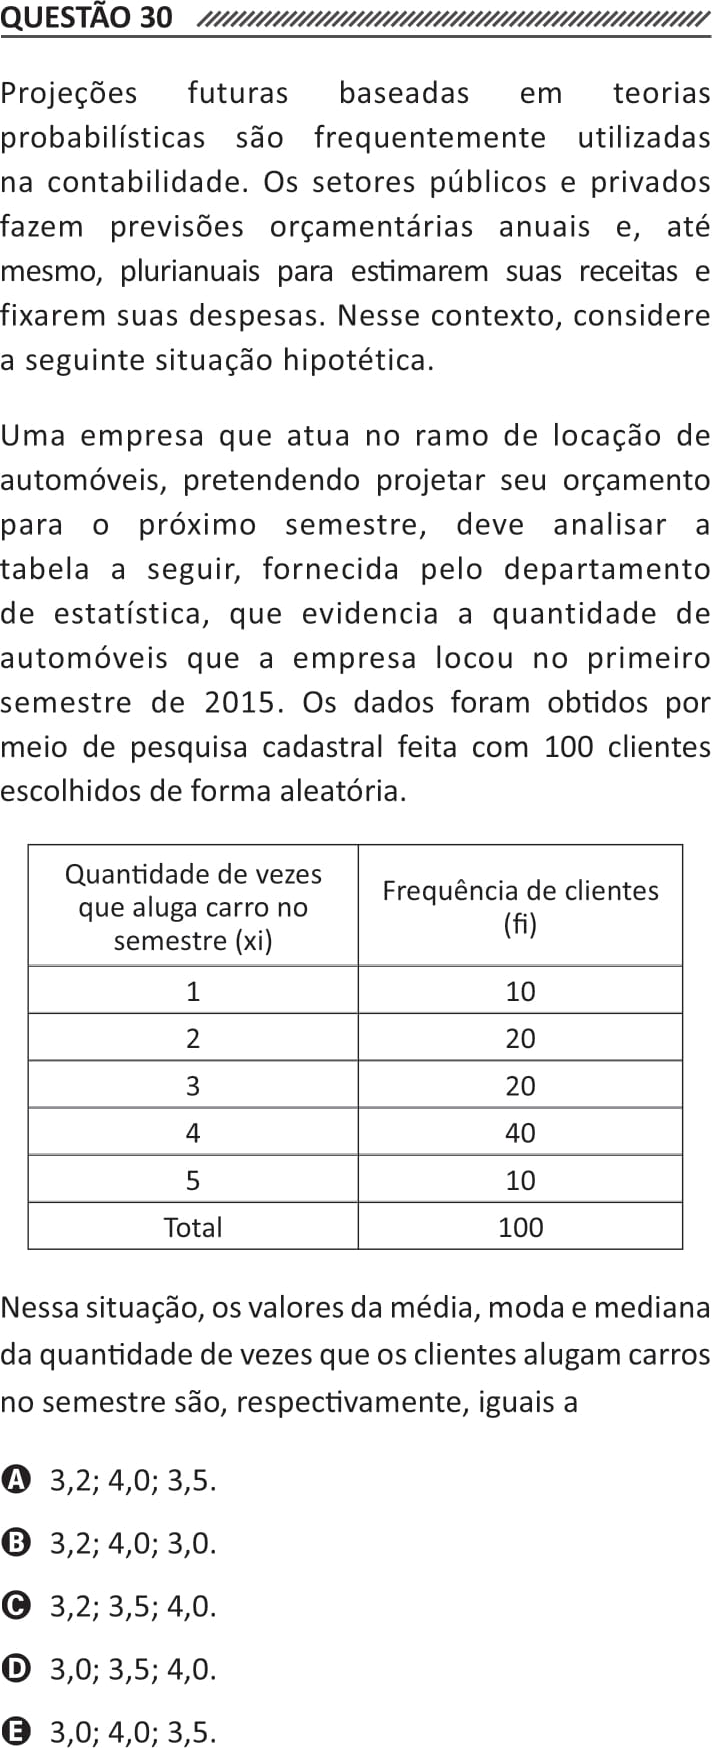 QUESTÃO 30
Projeções futuras baseadas em teorias
probabilísticas são frequentemente utilizadas
na contabilidade. Os setores públicos e privados
fazem previsões orçamentárias anuais e, até
mesmo, plurianuais para estimarem suas receitas e
fixarem suas despesas. Nesse contexto, considere
a seguinte situação hipotética.
Uma empresa que atua no ramo de locação de
automóveis, pretendendo projetar seu orçamento
para o próximo semestre, deve analisar a
tabela a seguir, fornecida pelo departamento
de estatística, que evidencia a quantidade de
automóveis que a empresa locou no primeiro
semestre de 2015. Os dados foram obtidos por
meio de pesquisa cadastral feita com 100 clientes
escolhidos de forma aleatória.
Quantidade de vezes
que aluga carro no
semestre (xi)
Frequência de clientes
(fi)
1 10
2 20
3 20
4 40
5 10
Total 100
Nessa situação, os valores da média, moda e mediana
da quantidade de vezes que os clientes alugam carros
no semestre são, respectivamente, iguais a
A 3,2; 4,0; 3,5.
B 3,2; 4,0; 3,0.
C 3,2; 3,5; 4,0.
D 3,0; 3,5; 4,0.
E 3,0; 4,0; 3,5.